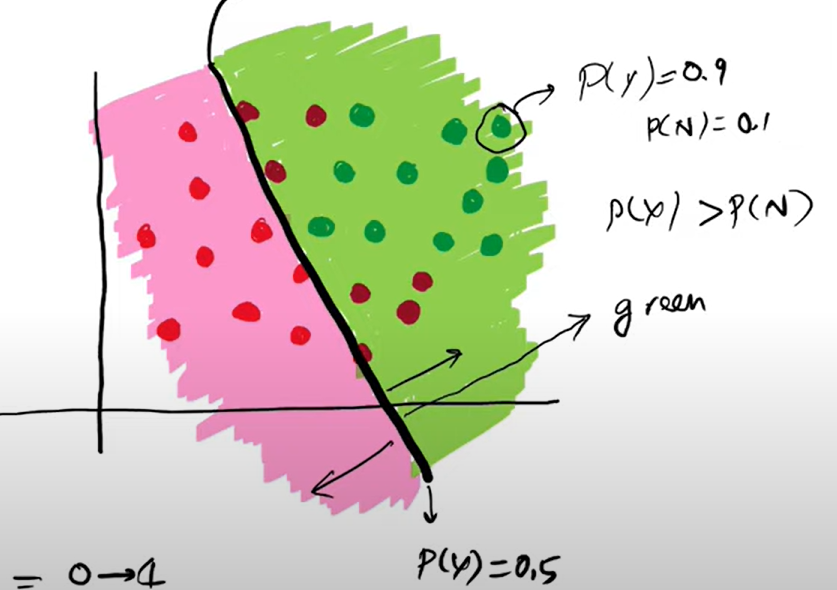 P(Y)=0.9
P(N)=0.1
P(Y) >P(N)
green
P(Y)=0.5
= 0→1